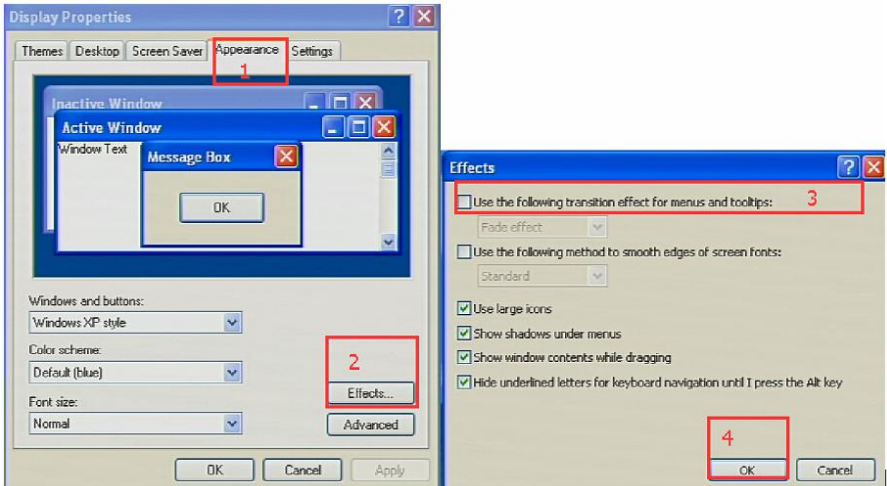 Display Properties
Themes Desktop Screen Saver Appearance Settings
1
Inactive Window
Active Window
Window Text
Message Box
OK
Windows and buttons:
Windows XP style
Color scheme:
Default (blue)
2
Effects...
Font size:
Normal
Advanced
OK Cancel Apply
Effects
Use the following transition effect for menus and tooltips:
3
Fade effect
Use the following method to smooth edges of screen fonts:
Standard
Use large icons
Show shadows under menus
Show window contents while dragging
Hide underlined letters for keyboard navigation until I press the Alt key
4
OK Cancel